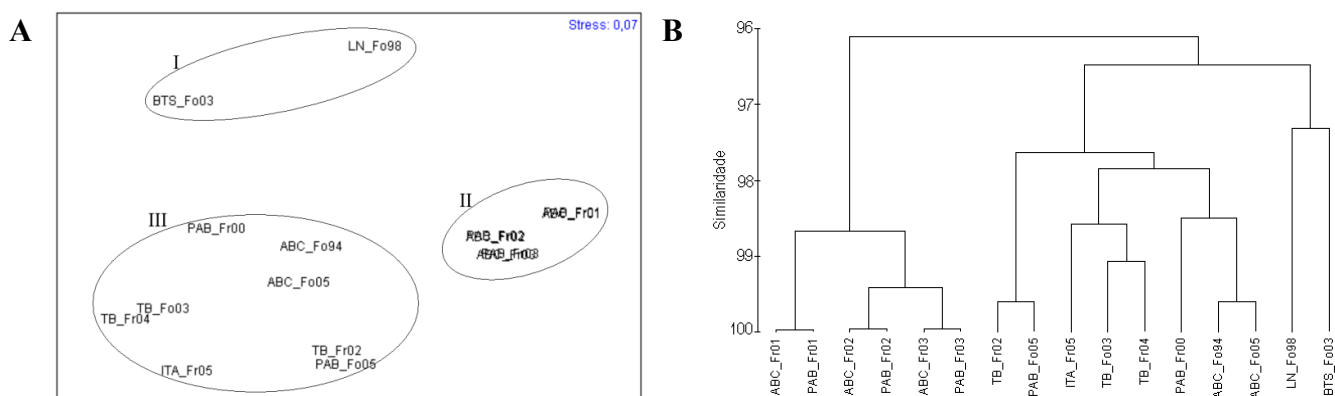 A
Stress: 0,07
I
LN_Fo98
BTS_Fo03
II
PAB_Fr01
PAB_Fr02
III
PAB_Fr00
ABC_Fo94
ABC_Fo05
TB_Fo03
TB_Fr04
TB_Fr02
PAB_Fo05
ITA_Fr05
B
Similaridade
96
97
98
99
100
ABC_Fr01
PAB_Fr01
ABC_Fr02
PAB_Fr02
ABC_Fr03
PAB_Fr03
TB_Fr02
PAB_Fo05
ITA_Fr05
TB_Fo03
TB_Fr04
PAB_Fr00
ABC_Fo94
ABC_Fo05
LN_Fo98
BTS_Fo03